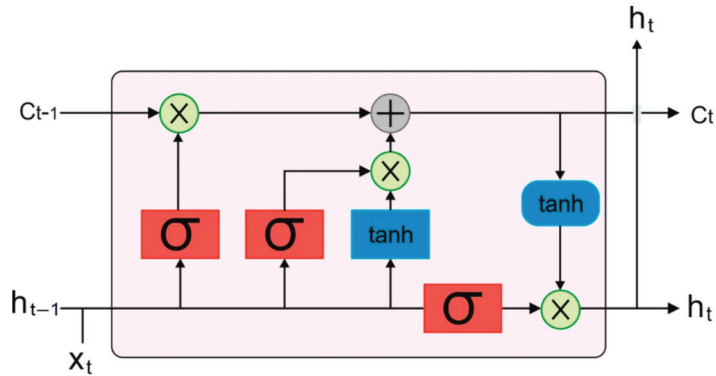 h_t
C_{t-1}
×
+
C_t
×
σ
σ
tanh
tanh
h_{t-1}
σ
×
h_t
x_t